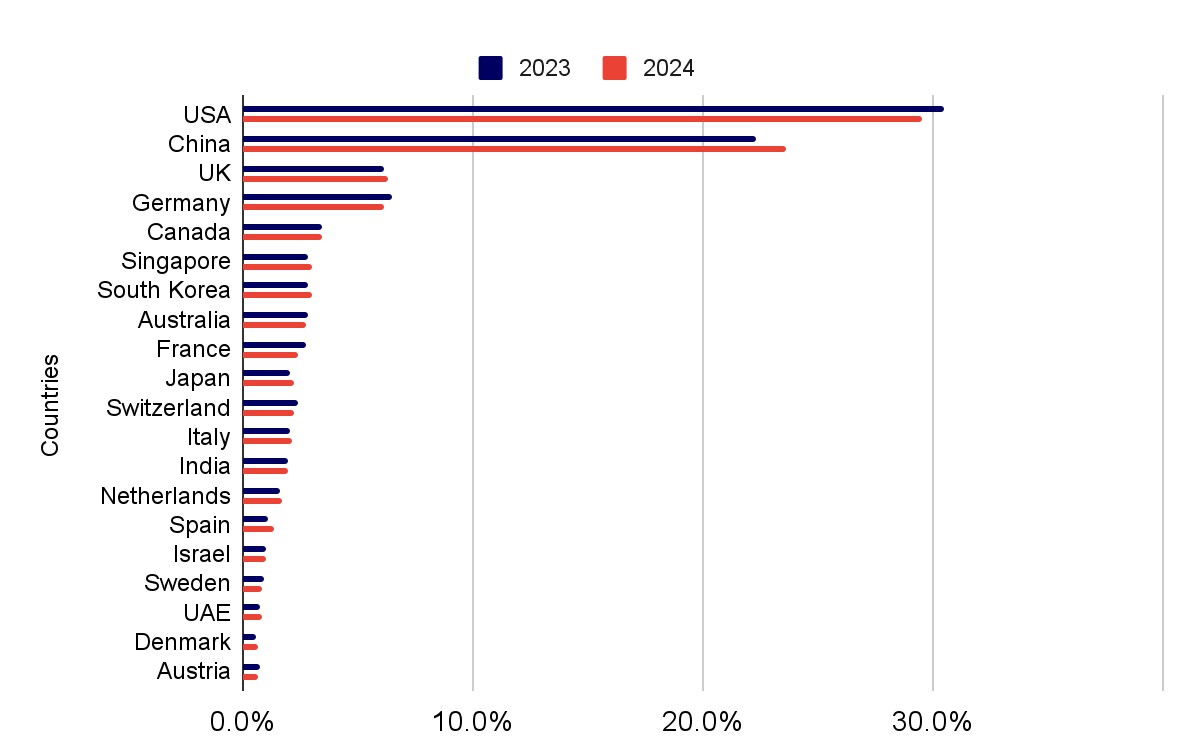 2023 2024
USA
China
UK
Germany
Canada
Singapore
South Korea
Australia
France
Japan
Switzerland
Italy
India
Netherlands
Spain
Israel
Sweden
UAE
Denmark
Austria
Countries
0.0% 10.0% 20.0% 30.0%